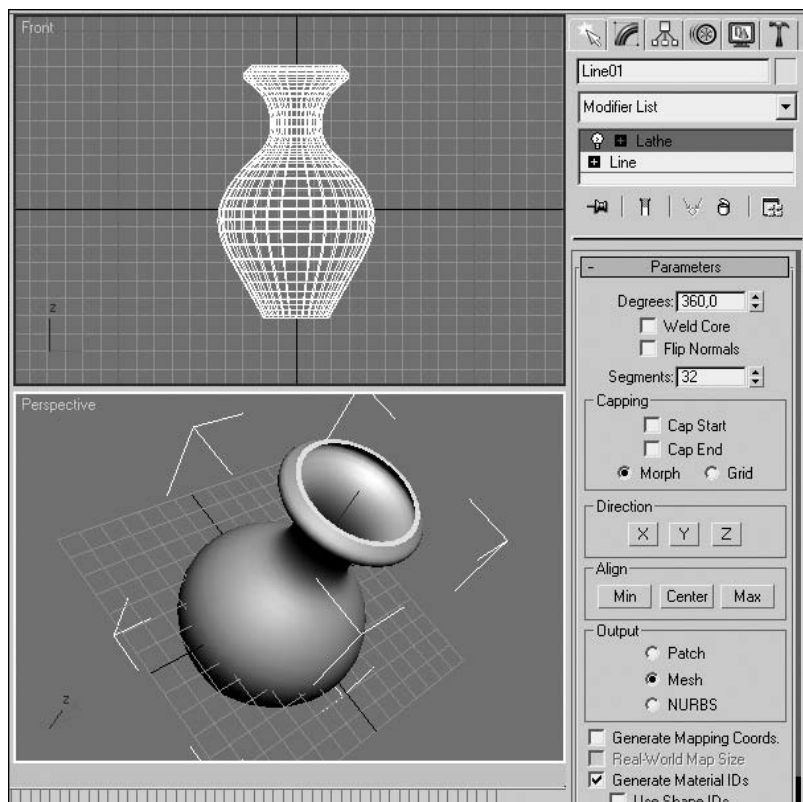 Front
z
Perspective
z
Line01
Modifier List
Lathe
Line
Parameters
Degrees: 360,0
Weld Core
Flip Normals
Segments: 32
Capping
Cap Start
Cap End
Morph Grid
Direction
X Y Z
Align
Min Center Max
Output
Patch
Mesh
NURBS
Generate Mapping Coords.
Real-World Map Size
Generate Material IDs
Use Shape IDs